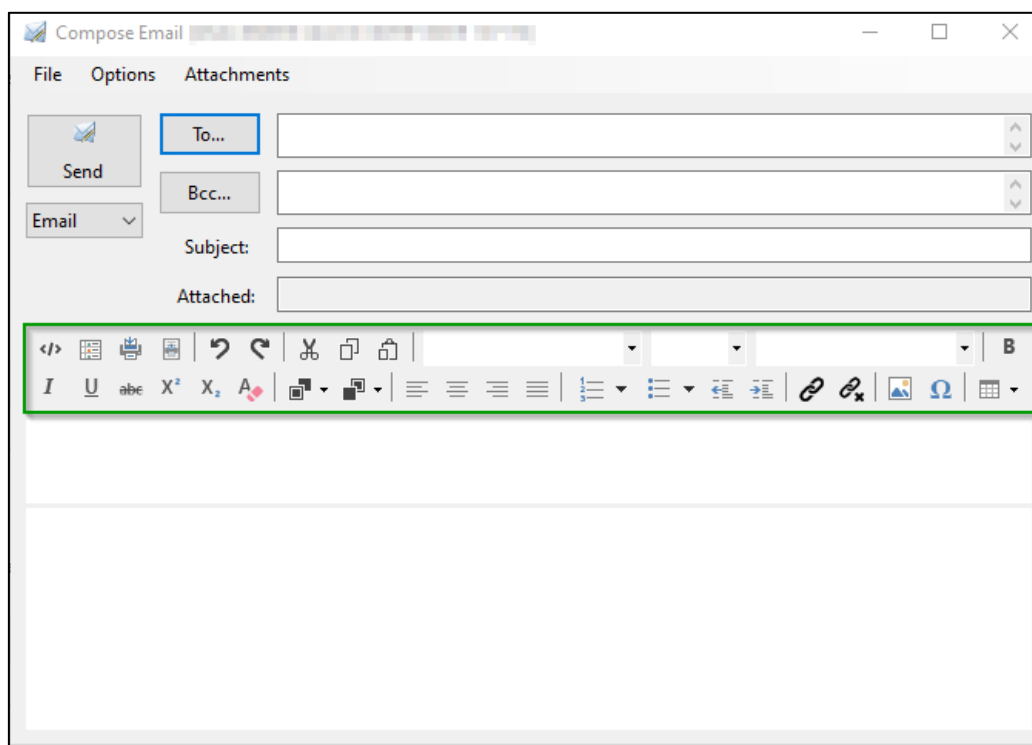 Compose Email
File Options Attachments
To...
Send
Bcc...
Email
Subject:
Attached:
</> B
I U abc X² X₂ A Ω